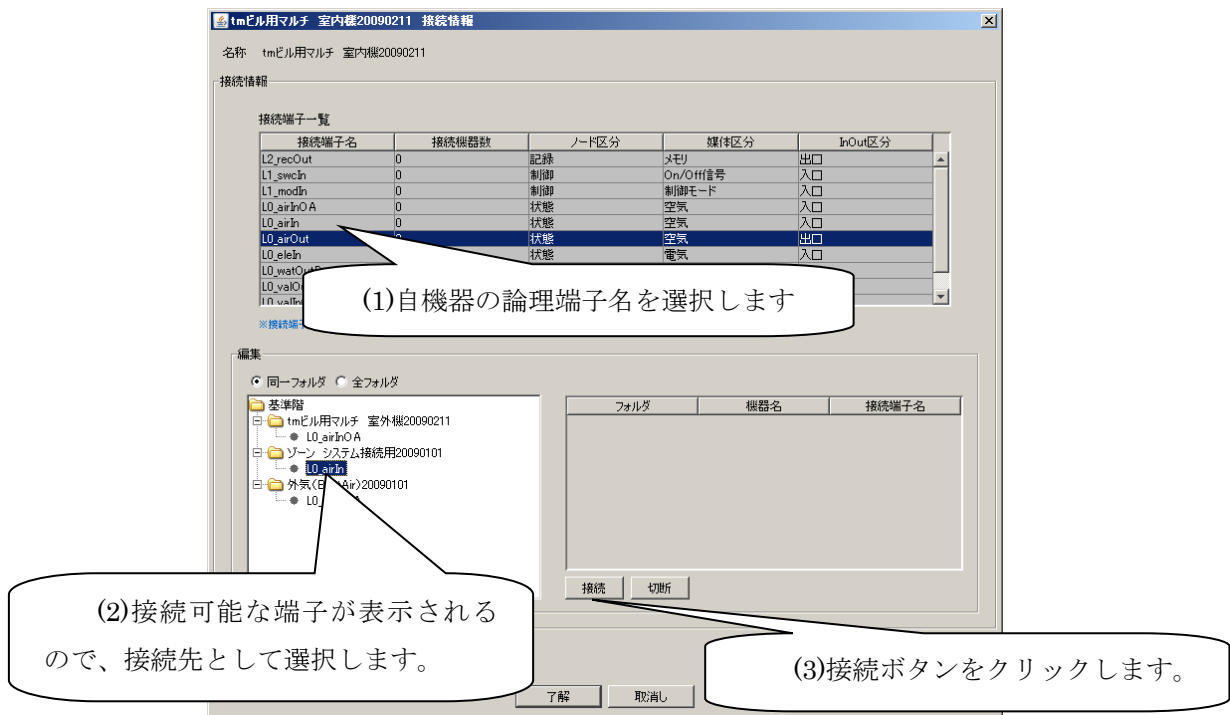 tmビル用マルチ 室内機20090211 接続情報
名称 tmビル用マルチ 室内機20090211
接続情報
接続端子一覧
接続端子名 接続機器数 ノード区分 媒体区分 InOut区分
L2_recOut 0 記録 メモリ 出口
L1_swcIn 0 制御 On/Off信号 入口
L1_modIn 0 制御 制御モード 入口
L0_airInOA 0 状態 空気 入口
L0_airIn 0 状態 空気 入口
L0_airOut 状態 空気 出口
L0_eleIn 状態 電気 入口
(1)自機器の論理端子名を選択します
※接続端
編集
同一フォルダ 全フォルダ
基準階
tmビル用マルチ 室外機20090211
L0_airInOA
ゾーン システム接続用20090101
L0_airIn
外気 20090101
フォルダ 機器名 接続端子名
接続 切断
(2)接続可能な端子が表示される
ので、接続先として選択します。
(3)接続ボタンをクリックします。
了解 取消し